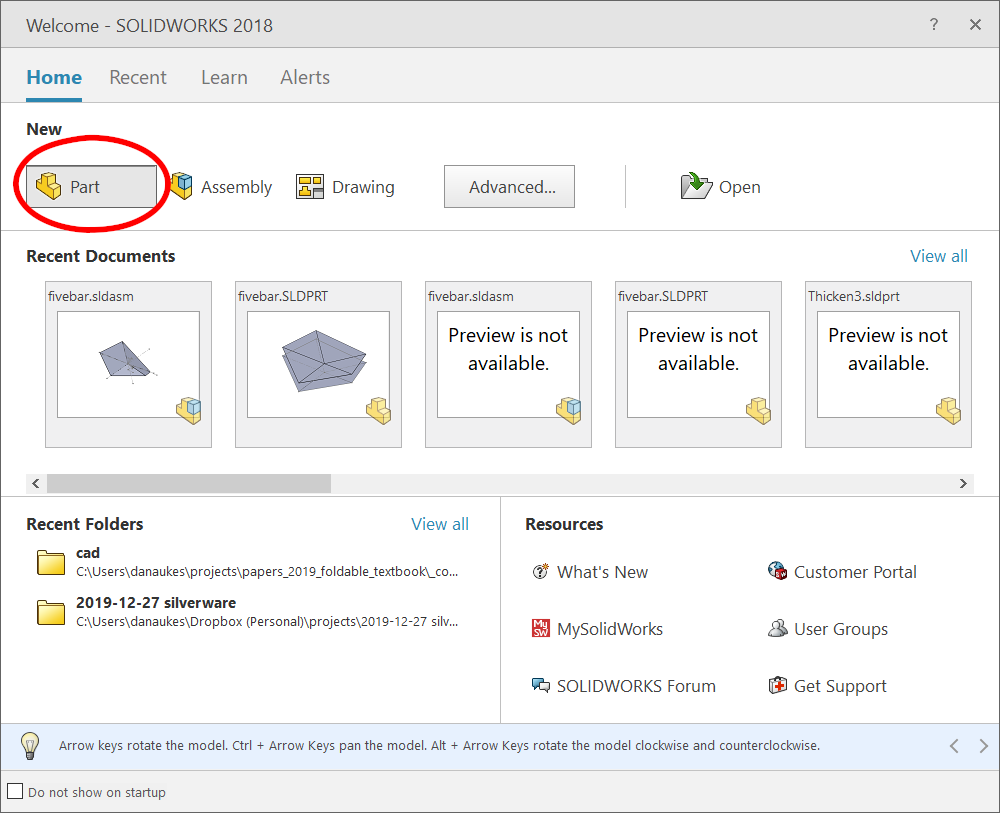 Welcome - SOLIDWORKS 2018
?
Home Recent Learn Alerts
New
Part Assembly Drawing Advanced... Open
Recent Documents View all
fivebar.sldasm fivebar.SLDPRT fivebar.sldasm fivebar.SLDPRT Thicken3.sldprt
Preview is not Preview is not Preview is not
available. available. available.
Recent Folders View all
cad
C:\Users\danaukes\projects\papers_2019_foldable_textbook\_co...
2019-12-27 silverware
C:\Users\danaukes\Dropbox (Personal)\projects\2019-12-27 silv...
Resources
What's New Customer Portal
My
SW
MySolidWorks User Groups
SOLIDWORKS Forum Get Support
Arrow keys rotate the model. Ctrl + Arrow Keys pan the model. Alt + Arrow Keys rotate the model clockwise and counterclockwise.
Do not show on startup